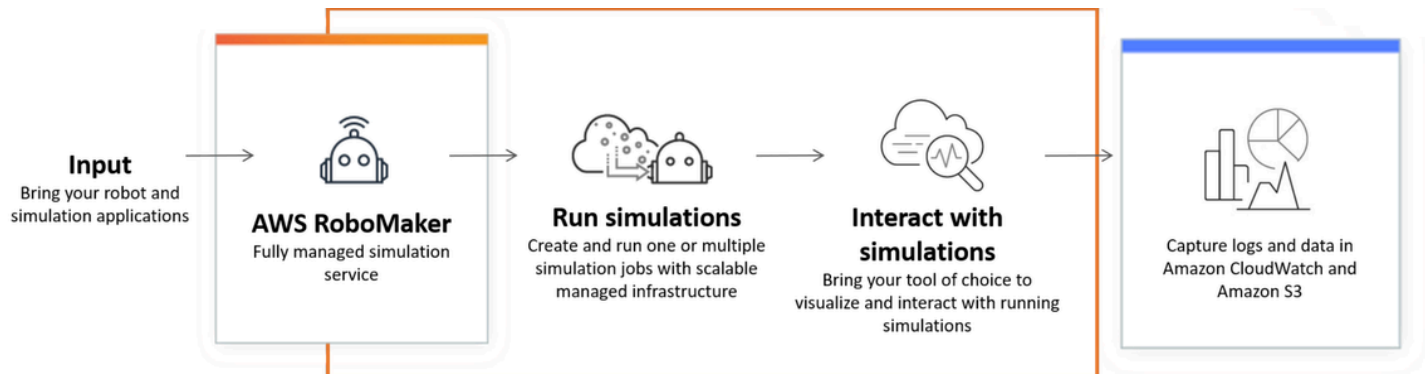 Input
Bring your robot and
simulation applications
AWS RoboMaker
Fully managed simulation
service
Run simulations
Create and run one or multiple
simulation jobs with scalable
managed infrastructure
Interact with
simulations
Bring your tool of choice to
visualize and interact with running
simulations
Capture logs and data in
Amazon CloudWatch and
Amazon S3